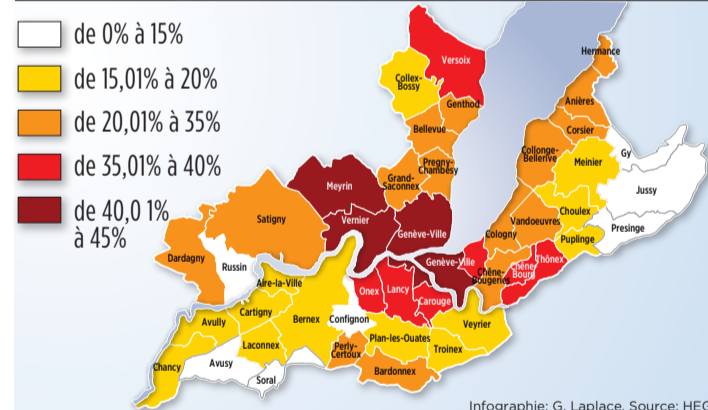 de 0% à 15%
de 15,01% à 20%
de 20,01% à 35%
de 35,01% à 40%
de 40,0 1%
à 45%
Hermance
Versoix
Collex-
Bossy
Genthod
Anières
Bellevue
Corsier
Gy
Collonge-
Bellerive
Meinier
Pregny-
Chambésy
Grand-
Saconnex
Meyrin
Jussy
Choulex
Satigny
Vernier
Vandoeuvres
Genève-Ville
Presinge
Cologny
Puplinge
Dardagny
Russin
Genève-Ville
Thônex
Chêne-
Bourg
Chêne-
Bougeries
Aire-la-Ville
Onex
Lancy
Carouge
Cartigny
Avully
Bernex
Confignon
Veyrier
Plan-les-Ouates
Laconnex
Perly-
Certoux
Troinex
Chancy
Avusy
Bardonnex
Soral
Infographie: G. Laplace. Source: HEG